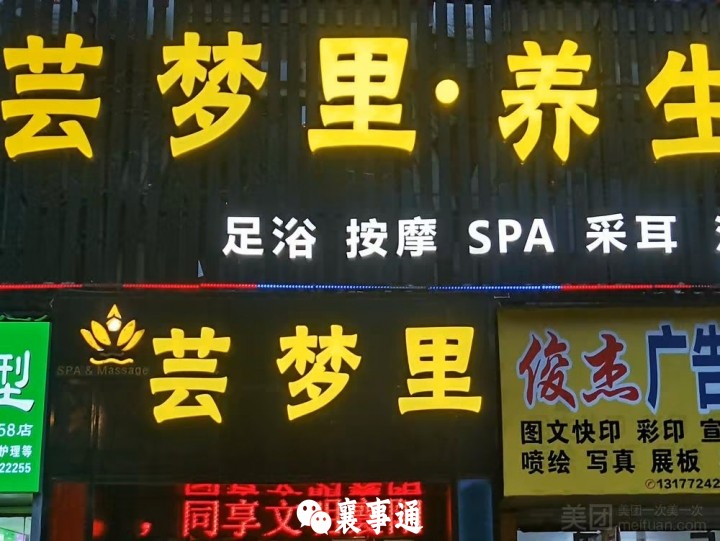 芸梦里·养生
足浴 按摩 SPA 采耳
芸梦里
SPA & Massage
型
58店
护理等
22255
俊杰广告
图文快印 彩印 宣
喷绘 写真 展板
13177242
同享文明
襄事通
美团 美团一次美一次
meituan.com